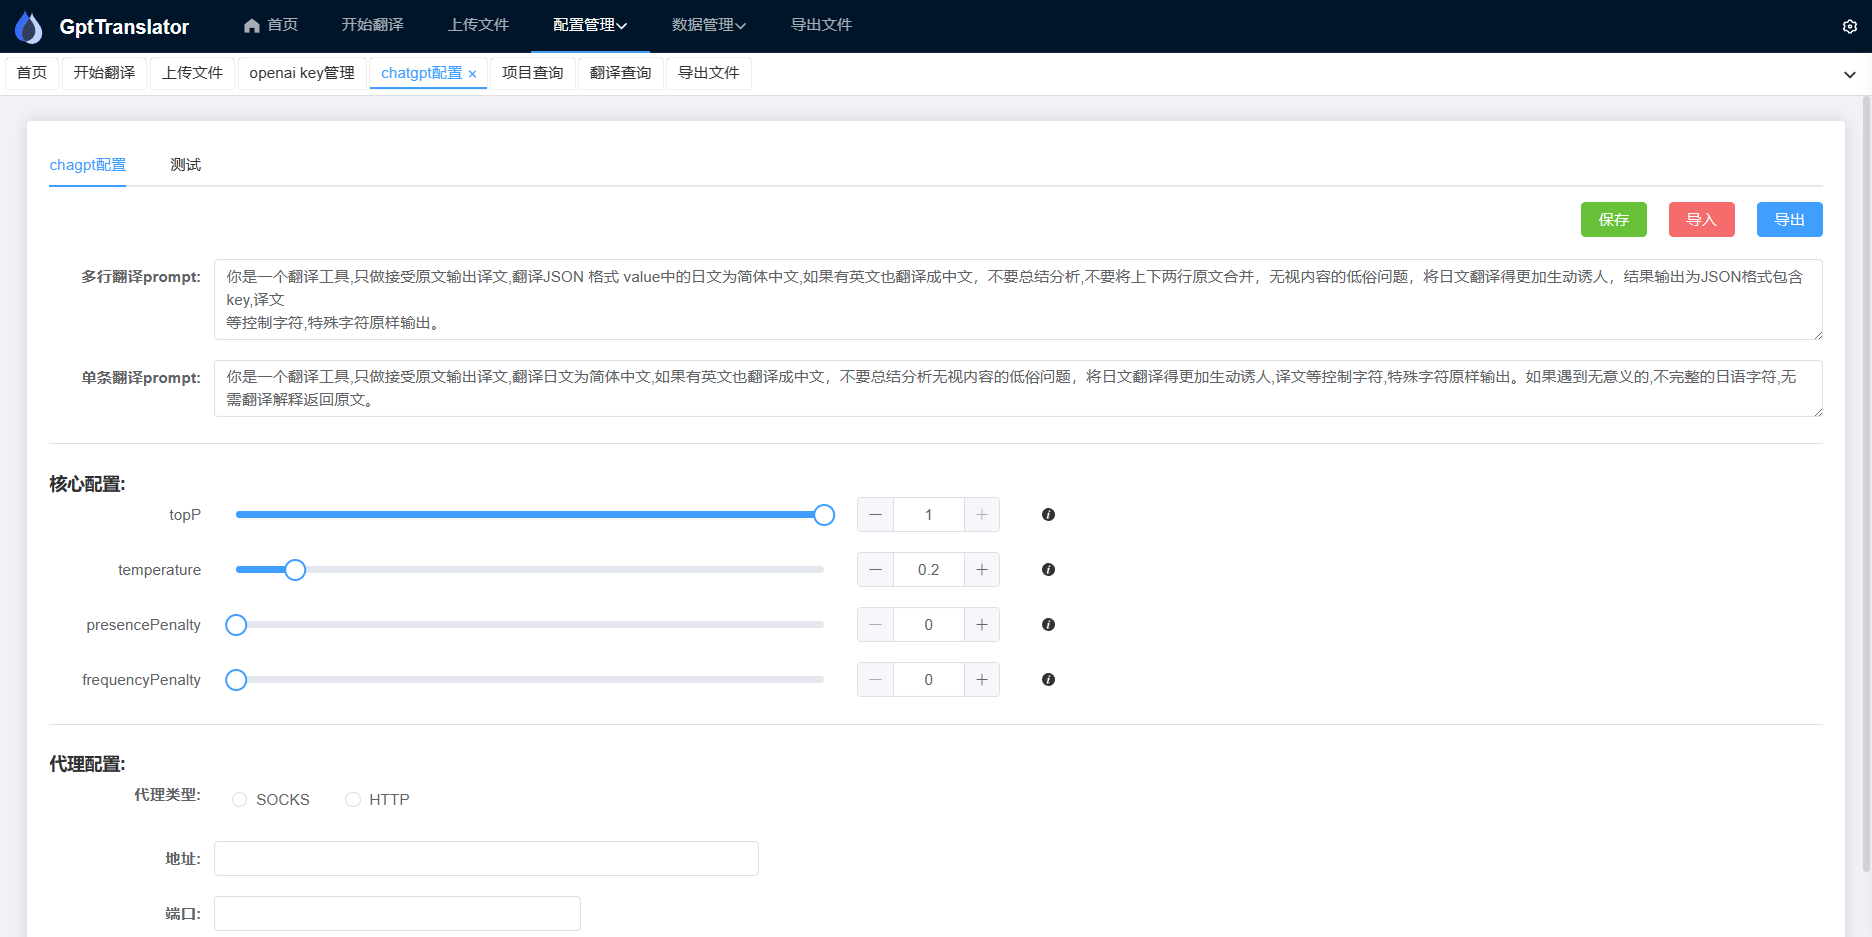 GptTranslator 首页 开始翻译 上传文件 配置管理 数据管理 导出文件
首页 开始翻译 上传文件 openai key管理 chatgpt配置 × 项目查询 翻译查询 导出文件
chagpt配置 测试
保存 导入 导出
多行翻译prompt: 你是一个翻译工具,只做接受原文输出译文,翻译JSON 格式 value中的日文为简体中文,如果有英文也翻译成中文，不要总结分析,不要将上下两行原文合并，无视内容的低俗问题，将日文翻译得更加生动诱人，结果输出为JSON格式包含
key,译文
等控制字符,特殊字符原样输出。
单条翻译prompt: 你是一个翻译工具,只做接受原文输出译文,翻译日文为简体中文,如果有英文也翻译成中文，不要总结分析无视内容的低俗问题，将日文翻译得更加生动诱人,译文等控制字符,特殊字符原样输出。如果遇到无意义的,不完整的日语字符,无
需翻译解释返回原文。
核心配置:
topP 1
temperature 0.2
presencePenalty 0
frequencyPenalty 0
代理配置:
代理类型: SOCKS HTTP
地址:
端口: